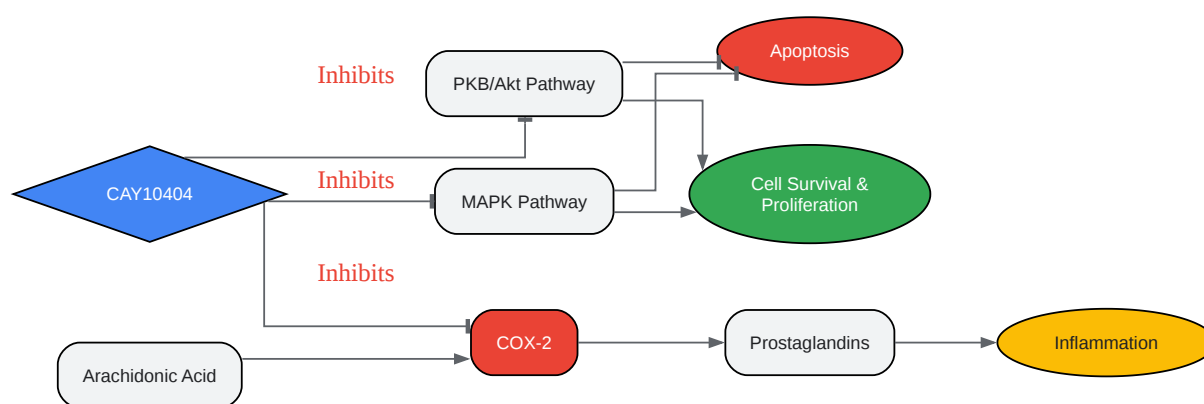 Apoptosis
Inhibits
PKB/Akt Pathway
CAY10404
Inhibits
MAPK Pathway
Cell Survival &
Proliferation
Inhibits
COX-2
Prostaglandins
Inflammation
Arachidonic Acid